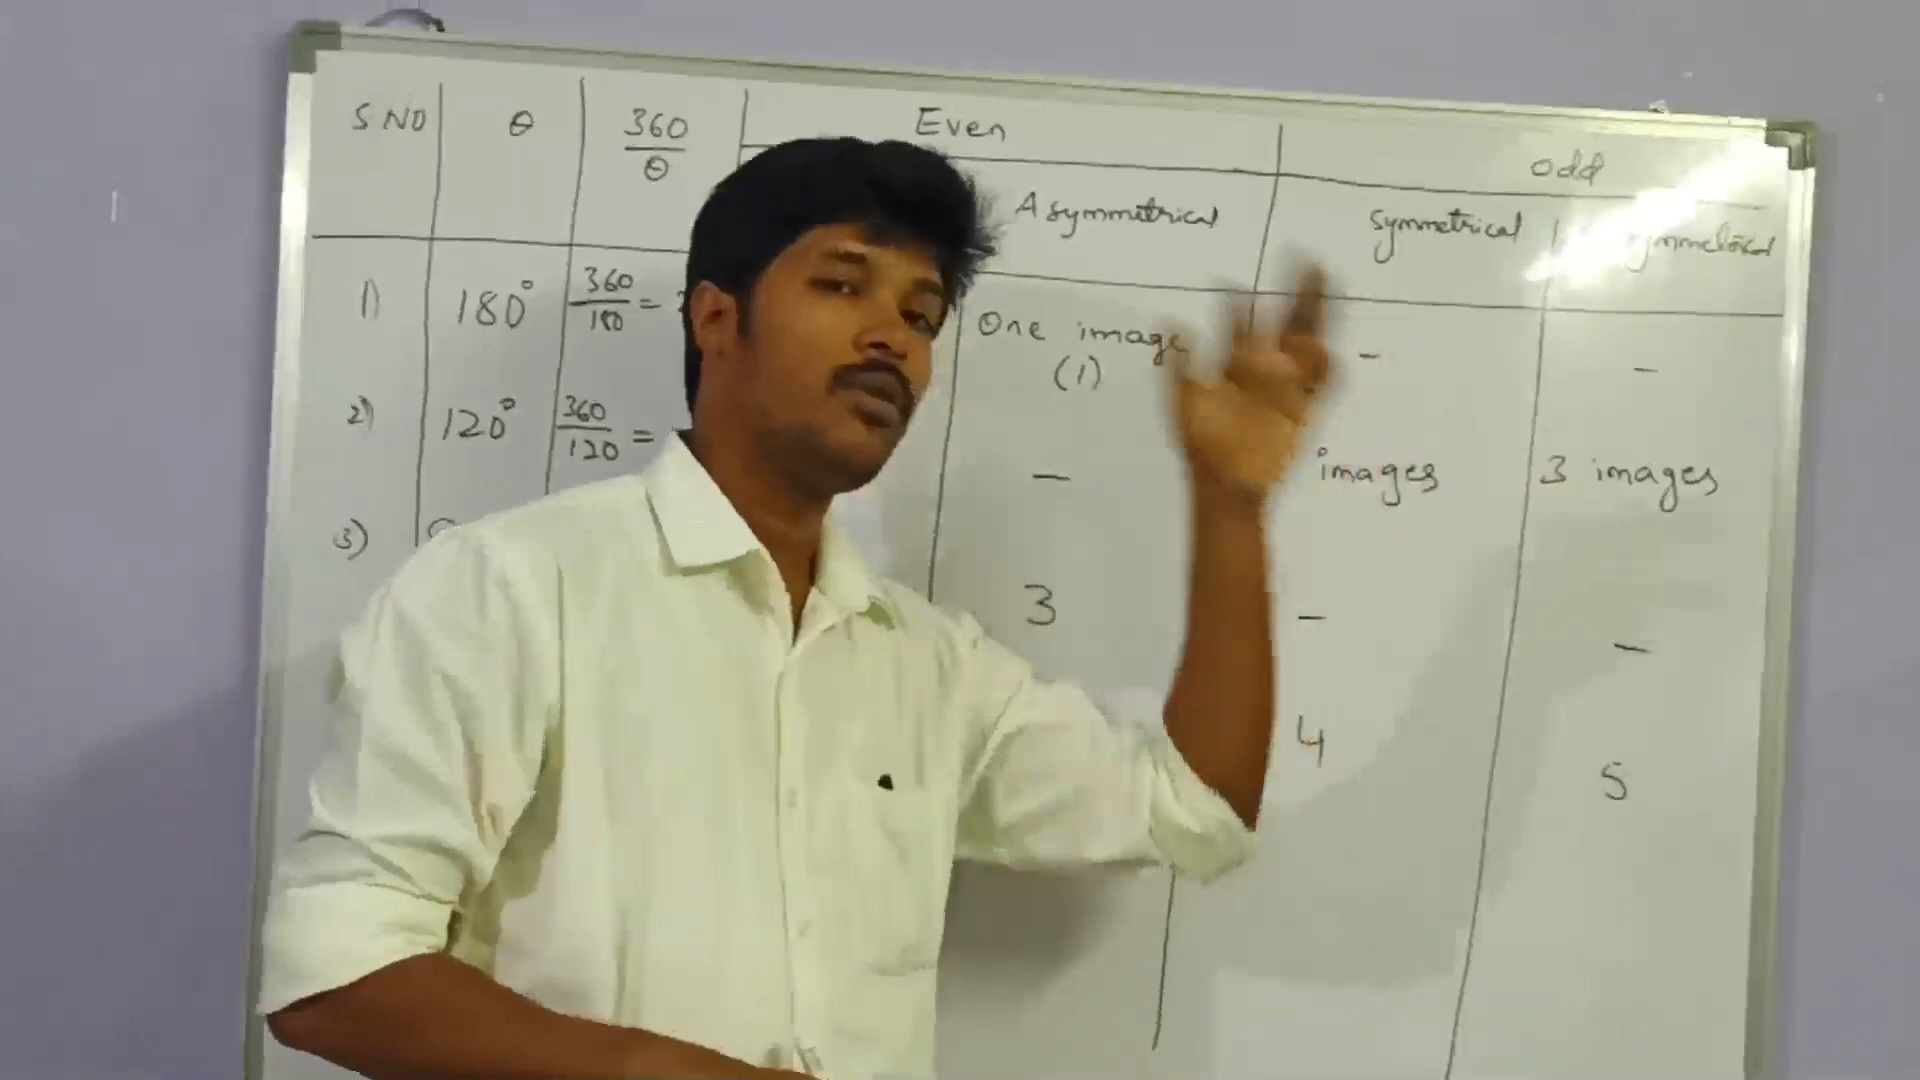 S NO θ 360/θ Even odd
Asymmetrical symmetrical
1) 180° 360/180 = One image (1) - -
2) 120° 360/120 = - images 3 images
3) 3 - -
4 5